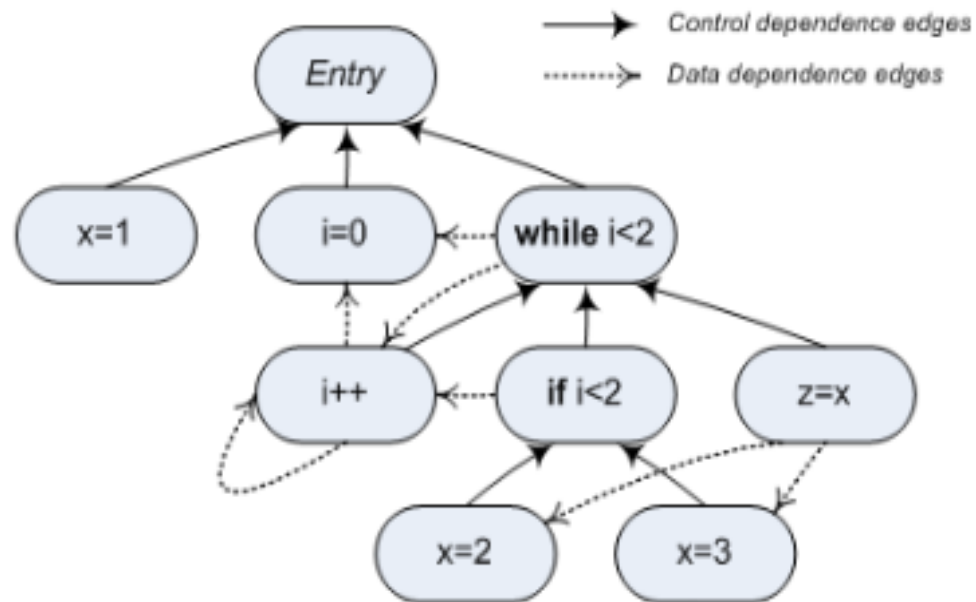 Control dependence edges
Data dependence edges
Entry
x=1
i=0
while i<2
i++
if i<2
z=x
x=2
x=3